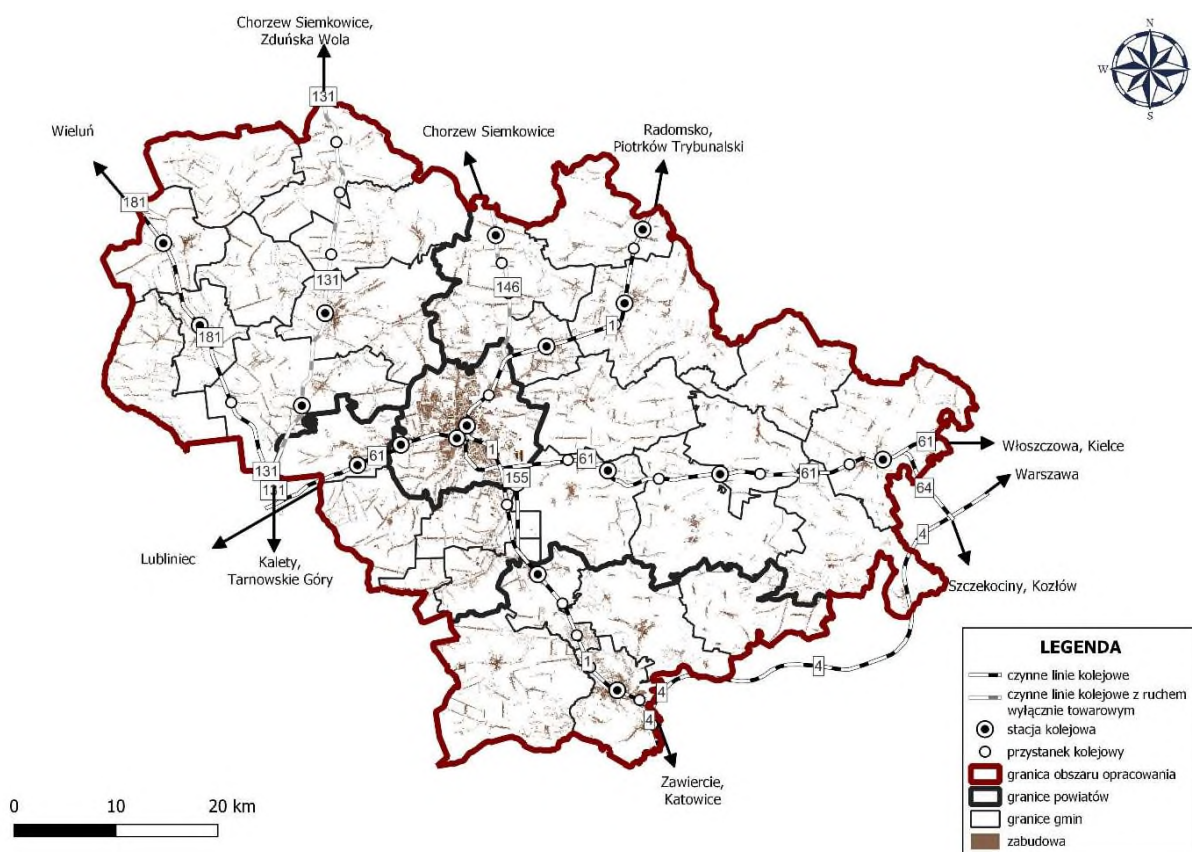 Chorzew Siemkowice,
Zduńska Wola
N
W
E
S
131
Wieluń
Chorzew Siemkowice
Radomsko,
Piotrków Trybunalski
181
131
146
1
181
61
Włoszczowa, Kielce
61
1
61
61
Warszawa
131
131
155
64
4
Lubliniec
Kalety,
Tarnowskie Góry
Szczekociny, Kozłów
1
4
4
4
Zawiercie,
Katowice
LEGENDA
czynne linie kolejowe
czynne linie kolejowe z ruchem
wyłącznie towarowym
stacja kolejowa
przystanek kolejowy
granica obszaru opracowania
granice powiatów
granice gmin
zabudowa
0 10 20 km